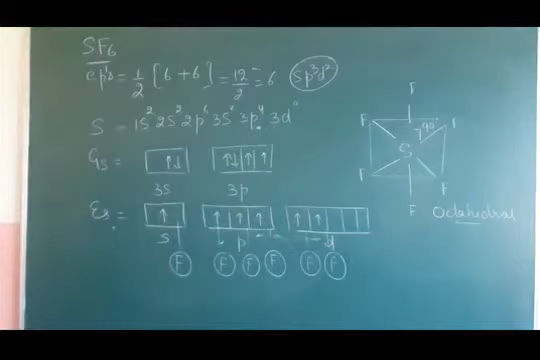 SF6
ep's = 1/2 [6 + 6] = 12/2 = 6 sp³d²
S = 1S² 2S² 2p⁶ 3S² 3p⁴ 3d⁰
Gs = ↑↓ ↑↓ ↑ ↑
3s 3p
Es = ↑ ↑ ↑ ↑ ↑ ↑
s p d
F F F F F F
F
F F
90°
S
F F
F
Octahedral